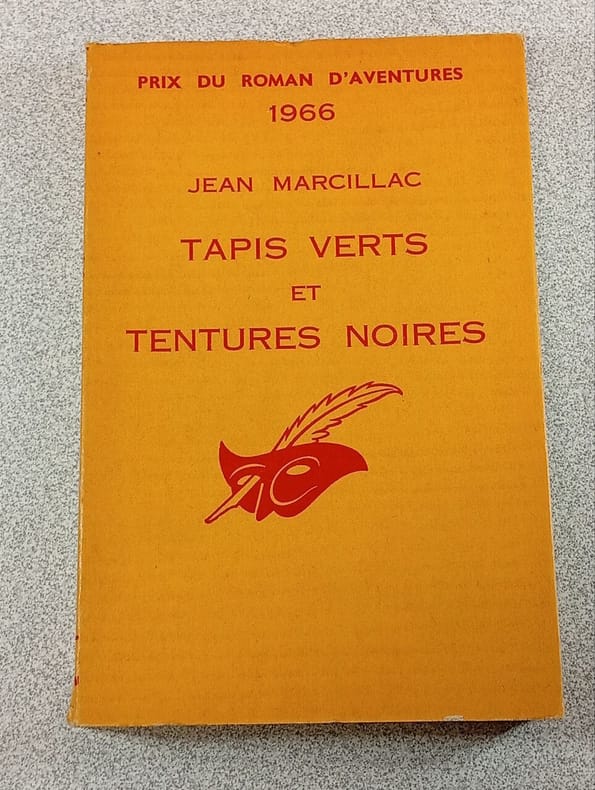 PRIX DU ROMAN D'AVENTURES
1966
JEAN MARCILLAC
TAPIS VERTS
ET
TENTURES NOIRES